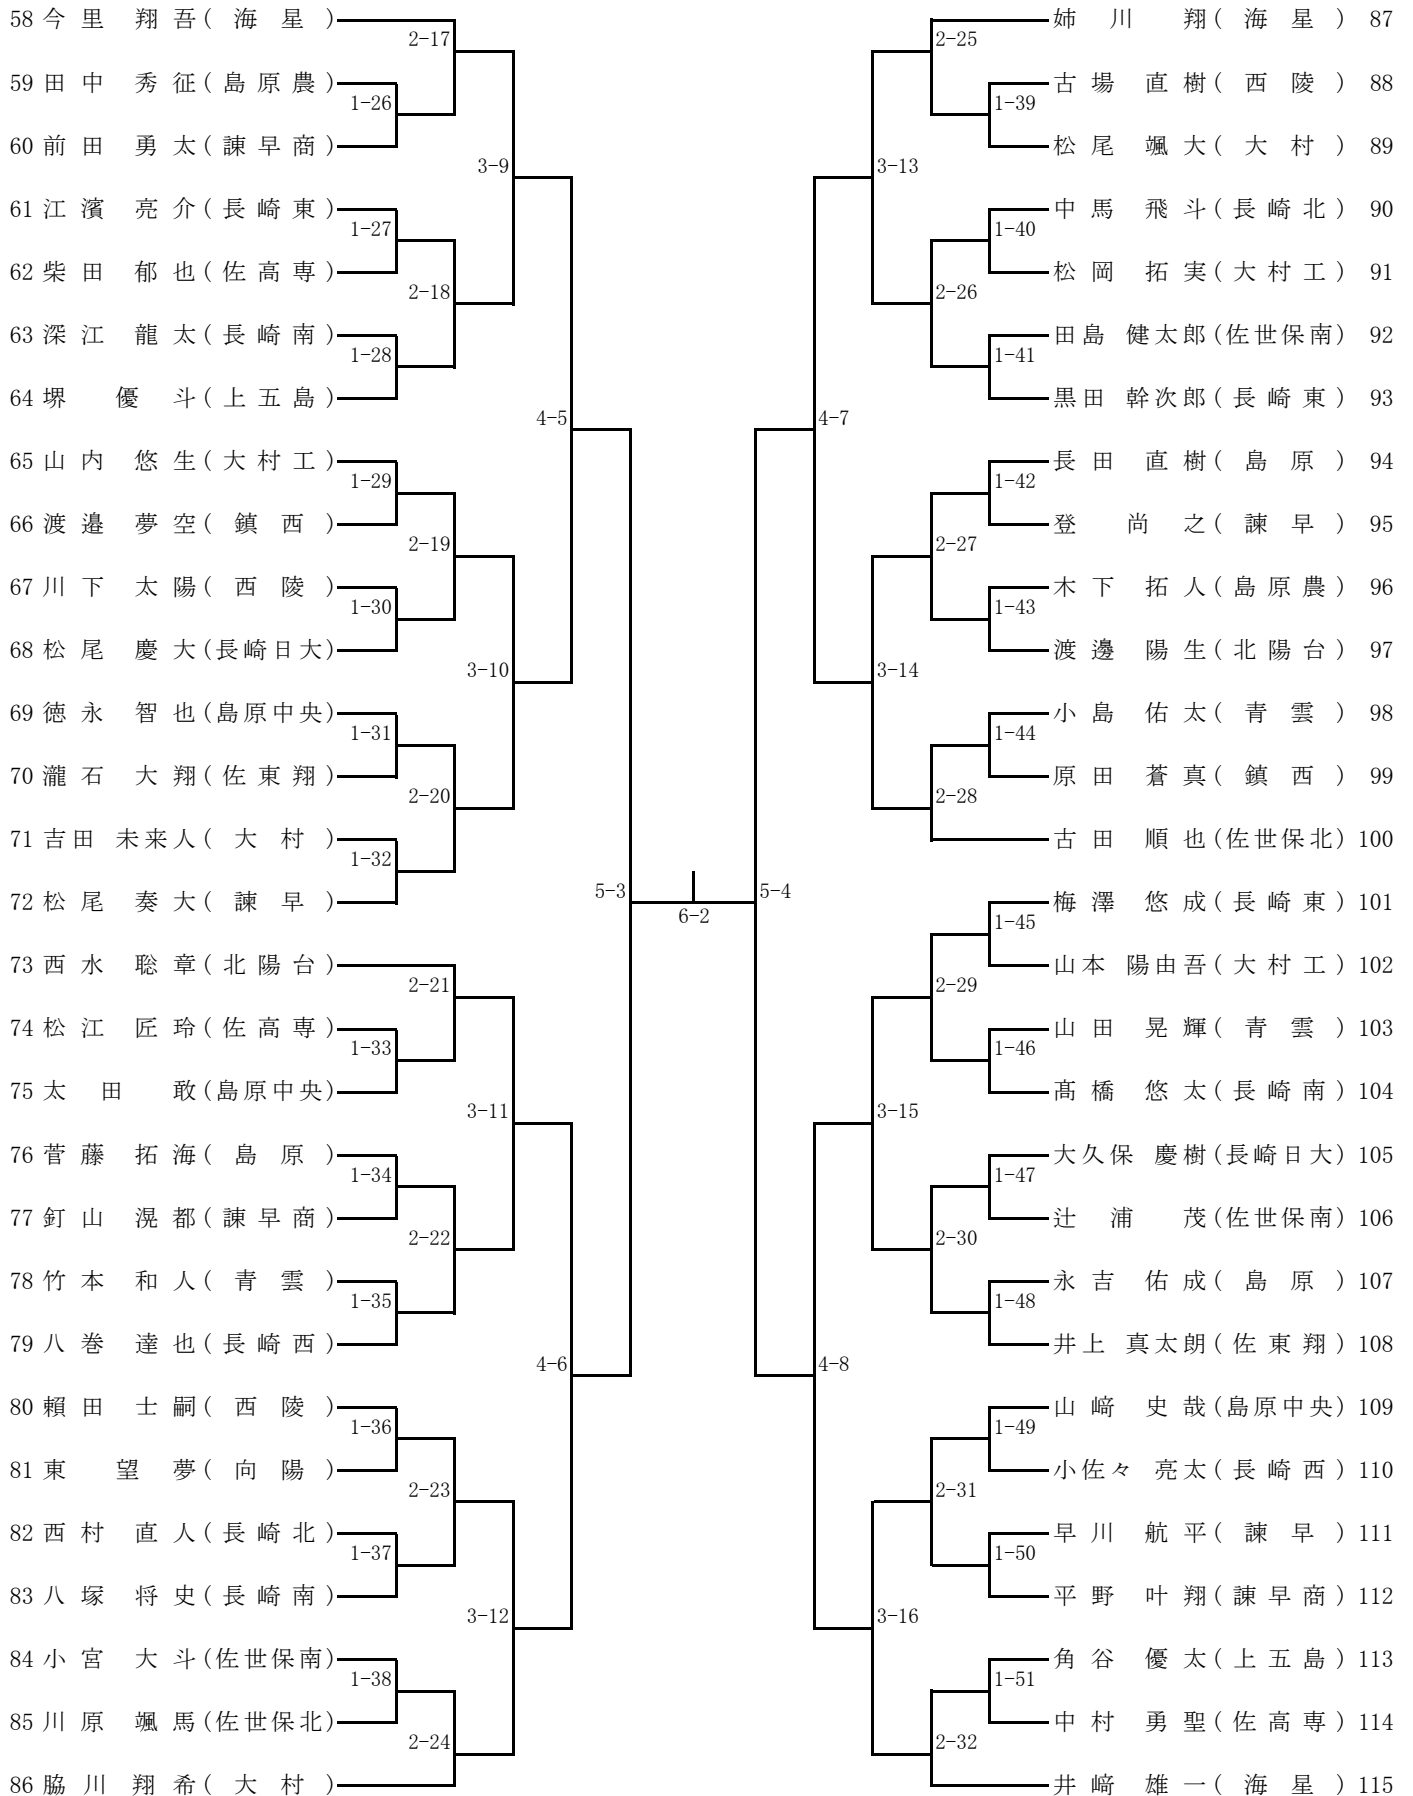 58 今里 翔吾(海星)
2-17
59 田中 秀征(島原農)
1-26
60 前田 勇太(諫早商)
3-9
61 江濱 亮介(長崎東)
1-27
62 柴田 郁也(佐高専)
2-18
63 深江 龍太(長崎南)
1-28
64 堺 優斗(上五島)
4-5
65 山内 悠生(大村工)
1-29
66 渡邉 夢空(鎮西)
2-19
67 川下 太陽(西陵)
1-30
68 松尾 慶大(長崎日大)
3-10
69 徳永 智也(島原中央)
1-31
70 瀧石 大翔(佐東翔)
2-20
71 吉田 未来人(大村)
1-32
72 松尾 奏大(諫早)
5-3
73 西水 聡章(北陽台)
2-21
74 松江 匠玲(佐高専)
1-33
75 太田 敢(島原中央)
3-11
76 菅藤 拓海(島原)
1-34
77 釘山 滉都(諫早商)
2-22
78 竹本 和人(青雲)
1-35
79 八巻 達也(長崎西)
4-6
80 頼田 士嗣(西陵)
1-36
81 東 望夢(向陽)
2-23
82 西村 直人(長崎北)
1-37
83 八塚 将史(長崎南)
3-12
84 小宮 大斗(佐世保南)
1-38
85 川原 颯馬(佐世保北)
2-24
86 脇川 翔希(大村)
6-2
姉川 翔(海星) 87
2-25
古場 直樹(西陵) 88
1-39
松尾 颯大(大村) 89
3-13
中馬 飛斗(長崎北) 90
1-40
松岡 拓実(大村工) 91
2-26
田島 健太郎(佐世保南) 92
1-41
黒田 幹次郎(長崎東) 93
4-7
長田 直樹(島原) 94
1-42
登 尚之(諫早) 95
2-27
木下 拓人(島原農) 96
1-43
渡邊 陽生(北陽台) 97
3-14
小島 佑太(青雲) 98
1-44
原田 蒼真(鎮西) 99
2-28
古田 順也(佐世保北) 100
5-4
梅澤 悠成(長崎東) 101
1-45
山本 陽由吾(大村工) 102
2-29
山田 晃輝(青雲) 103
1-46
髙橋 悠太(長崎南) 104
3-15
大久保 慶樹(長崎日大) 105
1-47
辻浦 茂(佐世保南) 106
2-30
永吉 佑成(島原) 107
1-48
井上 真太朗(佐東翔) 108
4-8
山﨑 史哉(島原中央) 109
1-49
小佐々 亮太(長崎西) 110
2-31
早川 航平(諫早) 111
1-50
平野 叶翔(諫早商) 112
3-16
角谷 優太(上五島) 113
1-51
中村 勇聖(佐高専) 114
2-32
井﨑 雄一(海星) 115